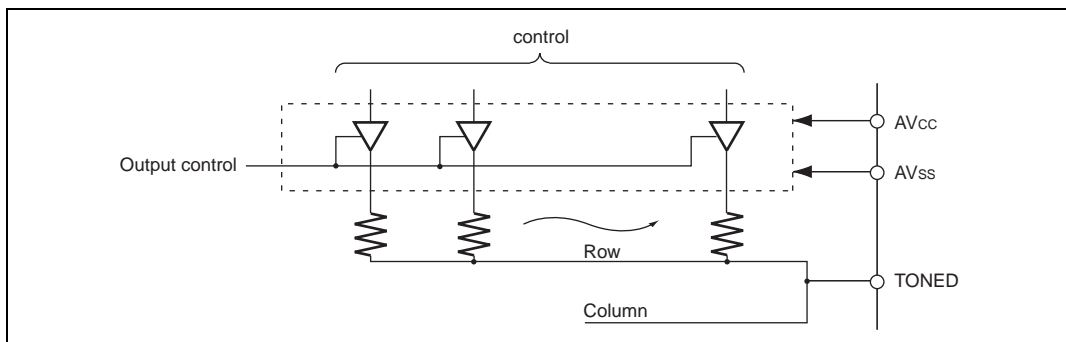 control
AVCC
Output control
AVSS
Row
TONED
Column